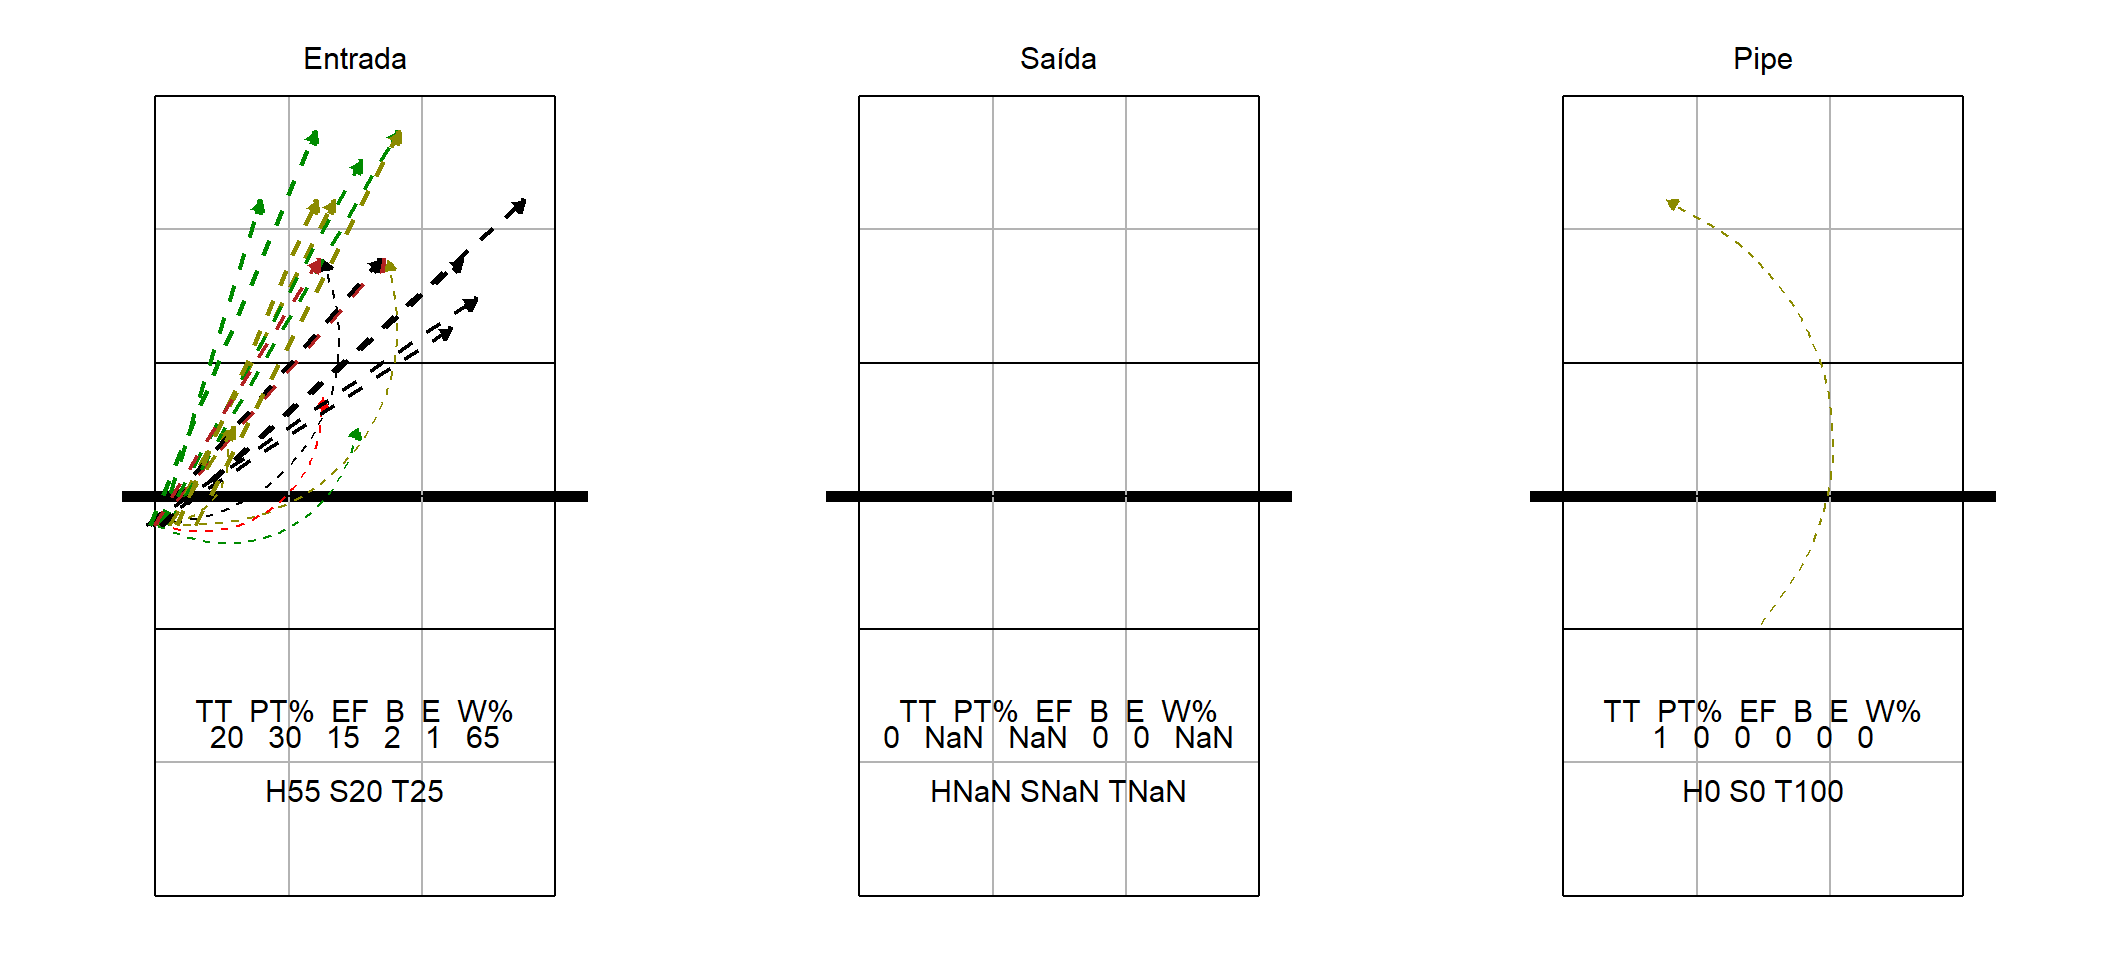 Entrada
TT PT% EF B E W%
20 30 15 2 1 65
H55 S20 T25
Saída
TT PT% EF B E W%
0 NaN NaN 0 0 NaN
HNaN SNaN TNaN
Pipe
TT PT% EF B E W%
1 0 0 0 0 0
H0 S0 T100